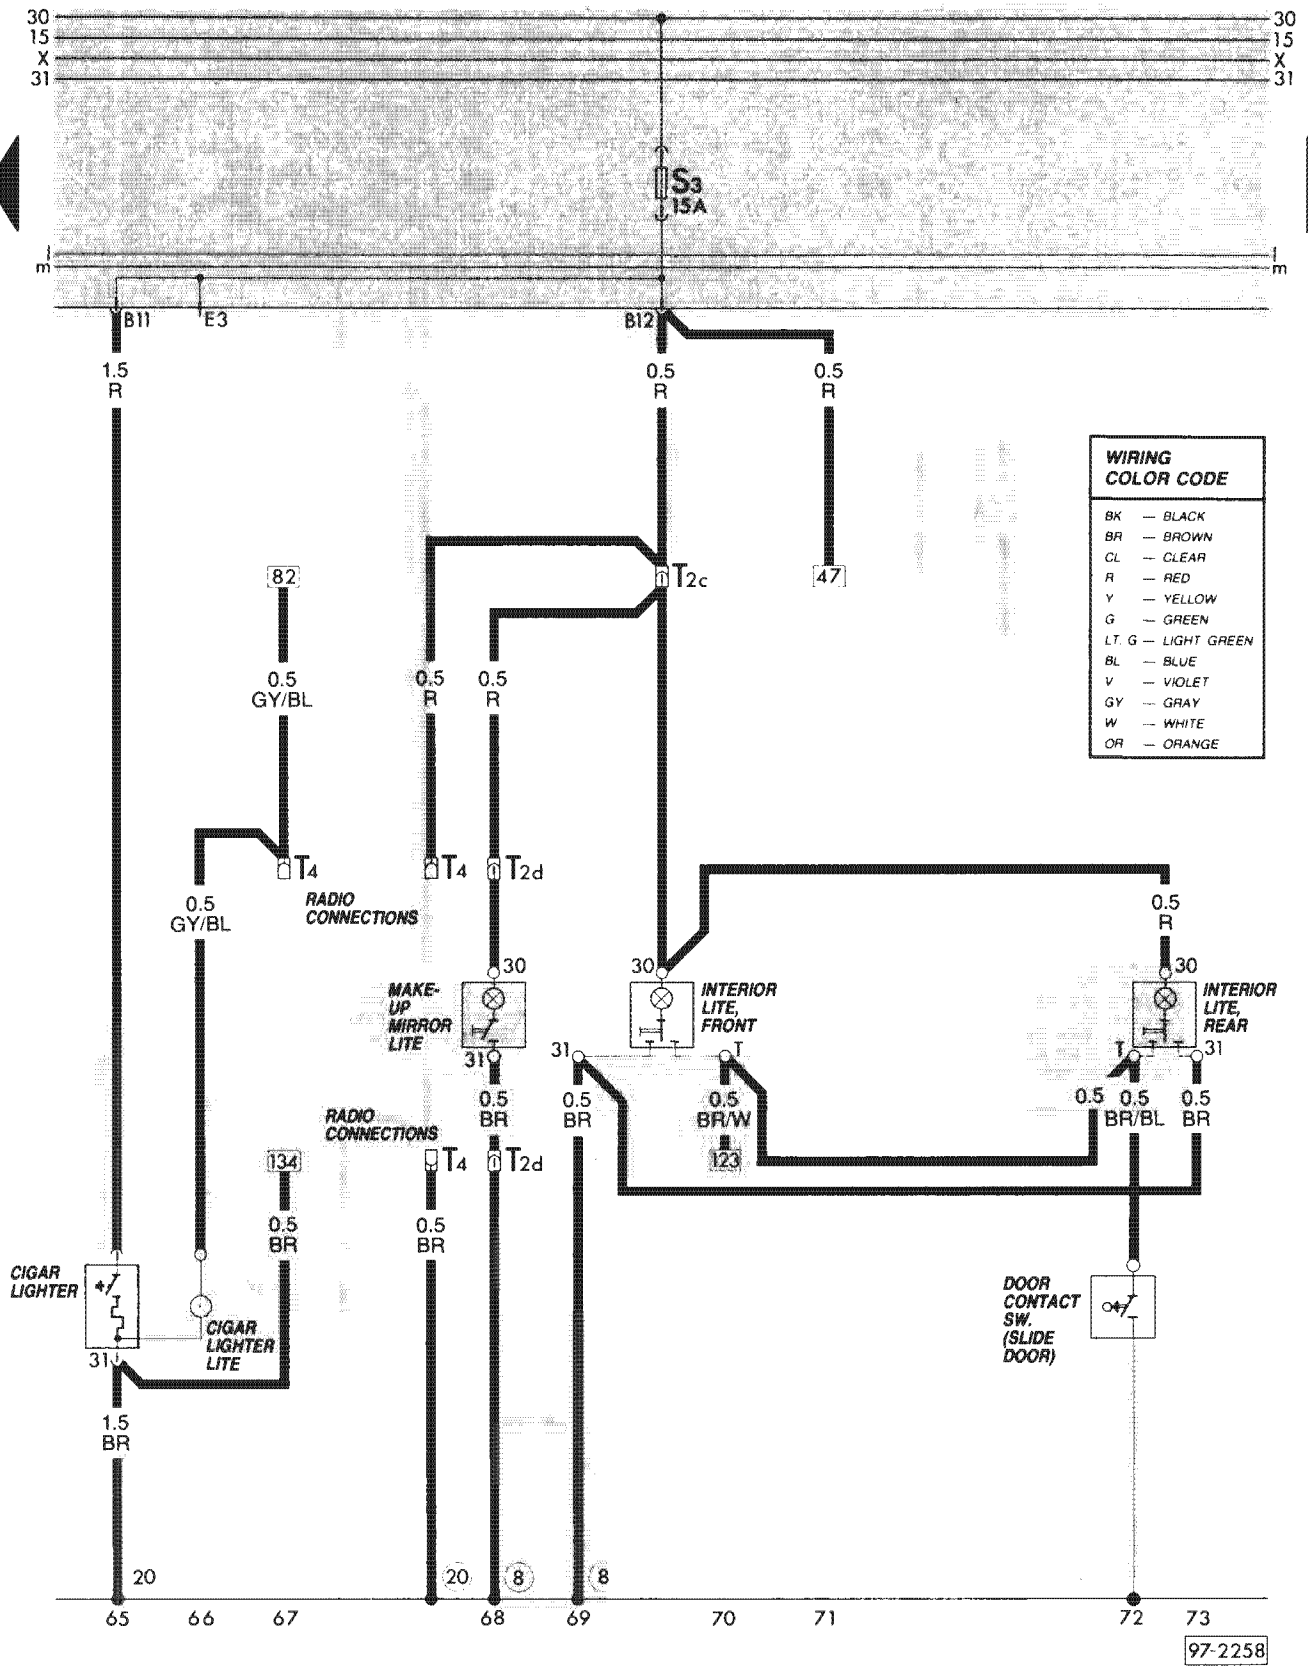 30 30
15 15
X X
31 31
S3
15A
l l
m m
B11 E3 B12
1.5 0.5 0.5
R R R
WIRING
COLOR CODE
BK — BLACK
BR — BROWN
CL — CLEAR
R — RED
Y — YELLOW
G — GREEN
LT. G — LIGHT GREEN
BL — BLUE
V — VIOLET
GY — GRAY
W — WHITE
OR — ORANGE
82 T2c 47
0.5 0.5 0.5
GY/BL R R
T4 T4 T2d
RADIO
CONNECTIONS
0.5
GY/BL
0.5
R
30 30 30
MAKE-
UP
MIRROR
LITE
INTERIOR
LITE,
FRONT
INTERIOR
LITE,
REAR
31 31 T T 31
0.5 0.5 0.5 0.5 0.5 0.5
BR BR BR/W BR/BL BR
RADIO
CONNECTIONS
134 T4 T2d 123
0.5 0.5
BR BR
CIGAR
LIGHTER
CIGAR
LIGHTER
LITE
DOOR
CONTACT
SW.
(SLIDE
DOOR)
31
1.5
BR
20 20 8 8
65 66 67 68 69 70 71 72 73
97-2258